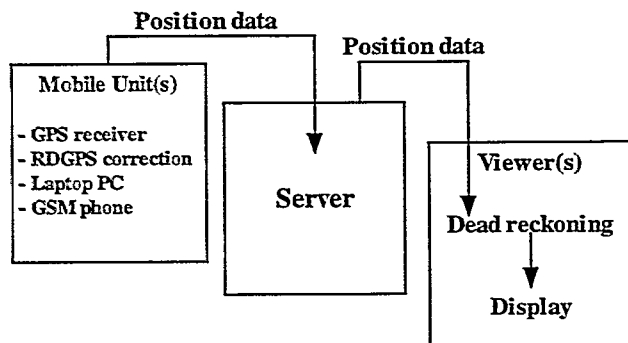 Position data
Position data
Mobile Unit(s)
- GPS receiver
- RDGPS correction
- Laptop PC
- GSM phone
Server
Viewer(s)
Dead reckoning
Display